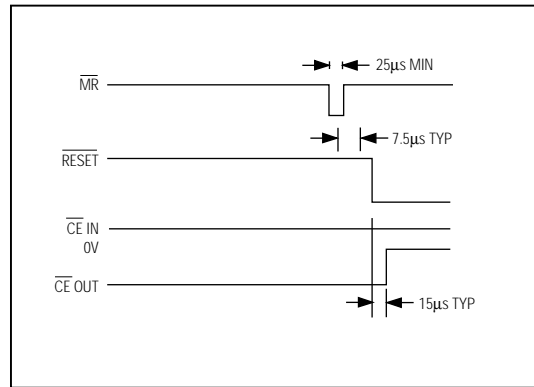 25μs MIN
MR
7.5μs TYP
RESET
CE IN
0V
CE OUT
15μs TYP